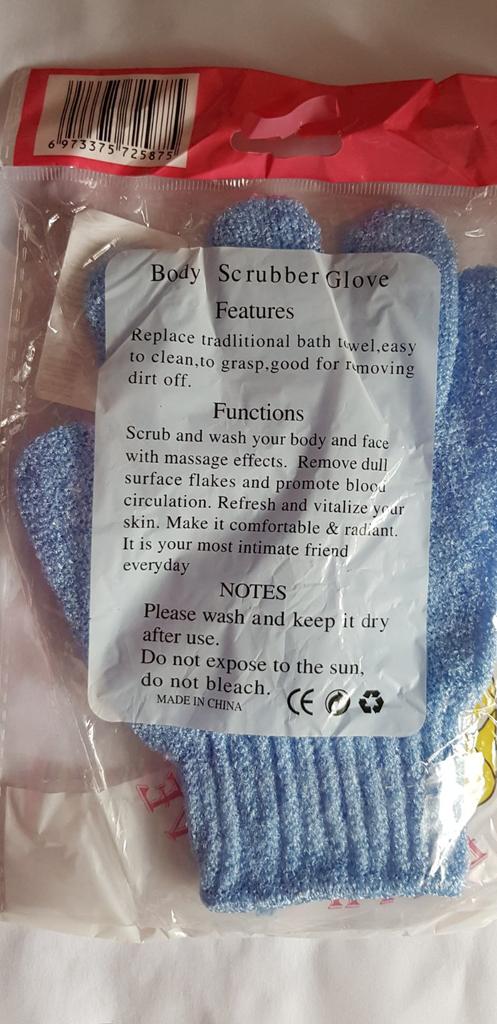 6 973375 725875
Body Scrubber Glove
Features
Replace tradlitional bath towel,easy
to clean,to grasp,good for removing
dirt off.
Functions
Scrub and wash your body and face
with massage effects. Remove dull
surface flakes and promote blood
circulation. Refresh and vitalize your
skin. Make it comfortable & radiant.
It is your most intimate friend
everyday
NOTES
Please wash and keep it dry
after use.
Do not expose to the sun,
do not bleach.
MADE IN CHINA
CE